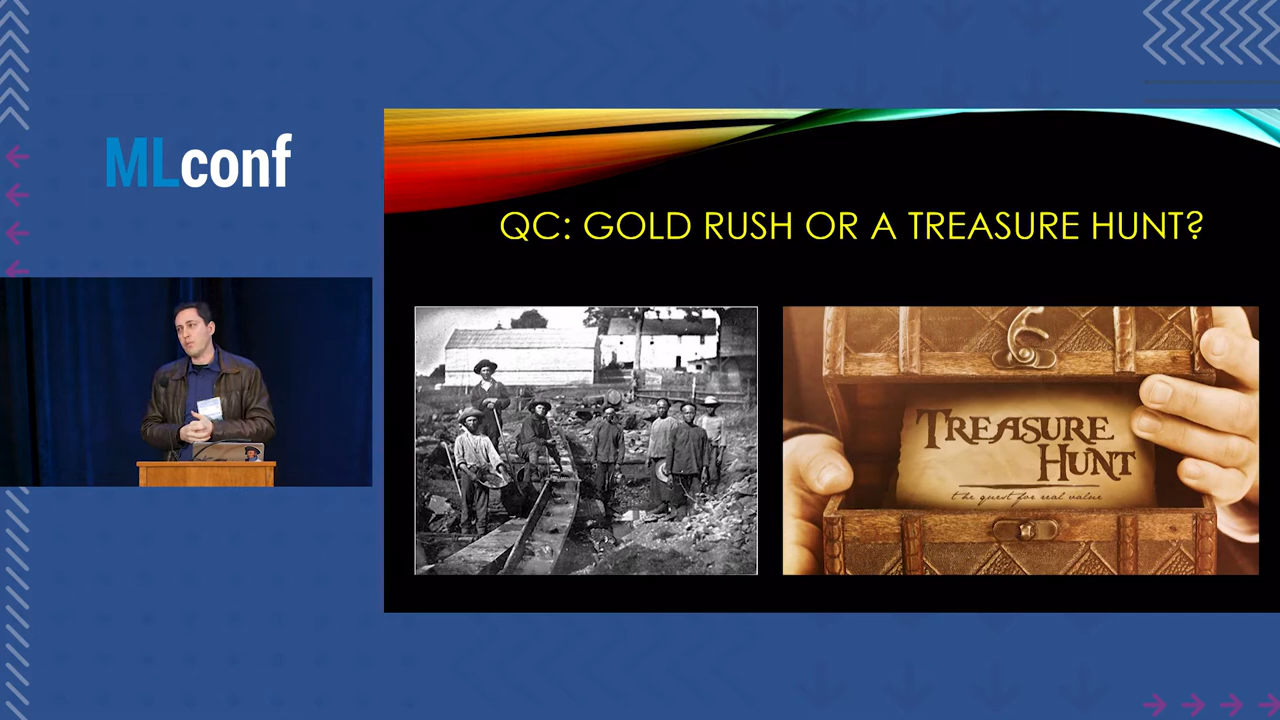 MLconf
QC: GOLD RUSH OR A TREASURE HUNT?
TREASURE
HUNT
the quest for real value